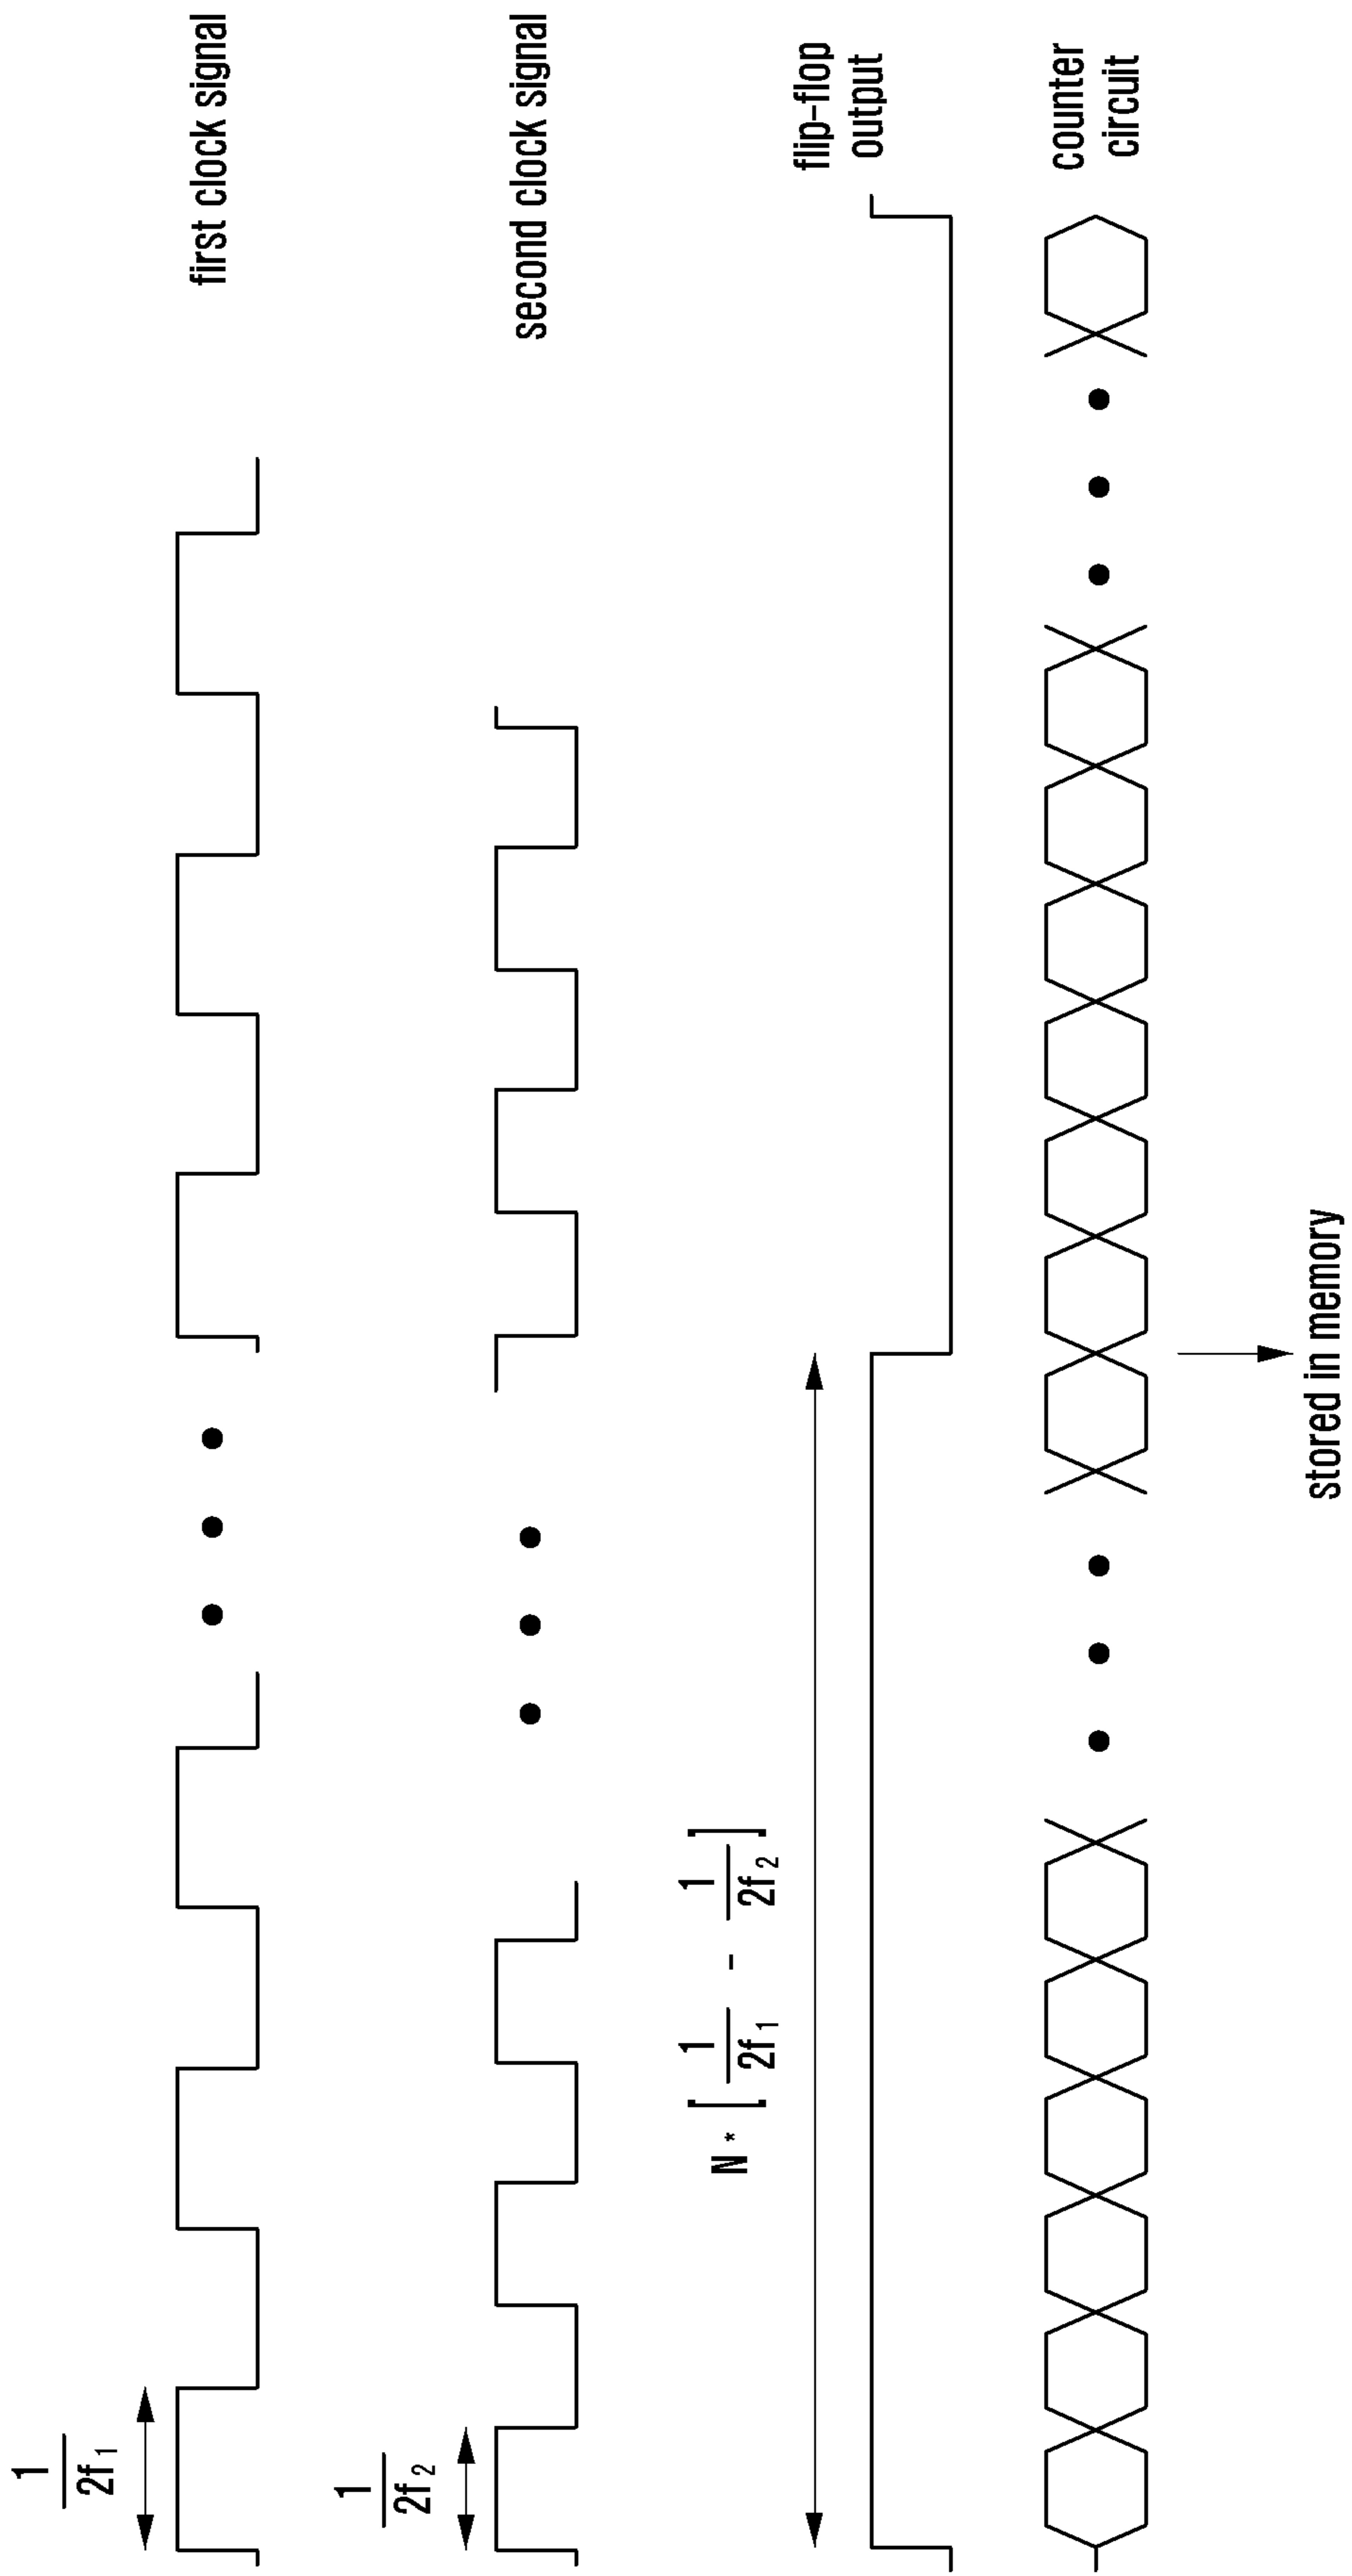 1
2f1
first clock signal
1
2f2
second clock signal
N * [ 1/2f1 - 1/2f2 ]
flip-flop
output
counter
circuit
stored in memory